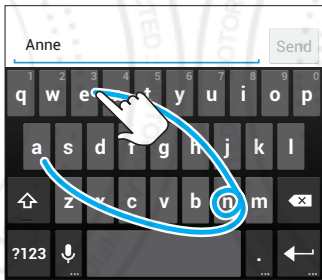 Anne
Send
1 2 3 4 5 6 7 8 9 0
q w e t y u i o p
a s d f g h j k l
z x c v b n m
?123 . ...